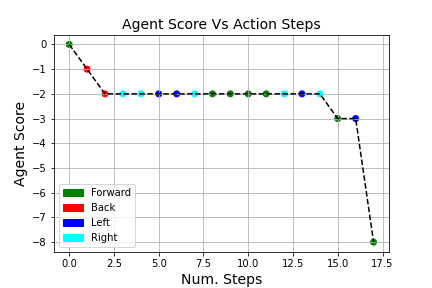 Agent Score Vs Action Steps
0
−1
−2
−3
−4
−5
−6
−7
−8
Agent Score
Forward
Back
Left
Right
0.0 2.5 5.0 7.5 10.0 12.5 15.0 17.5
Num. Steps